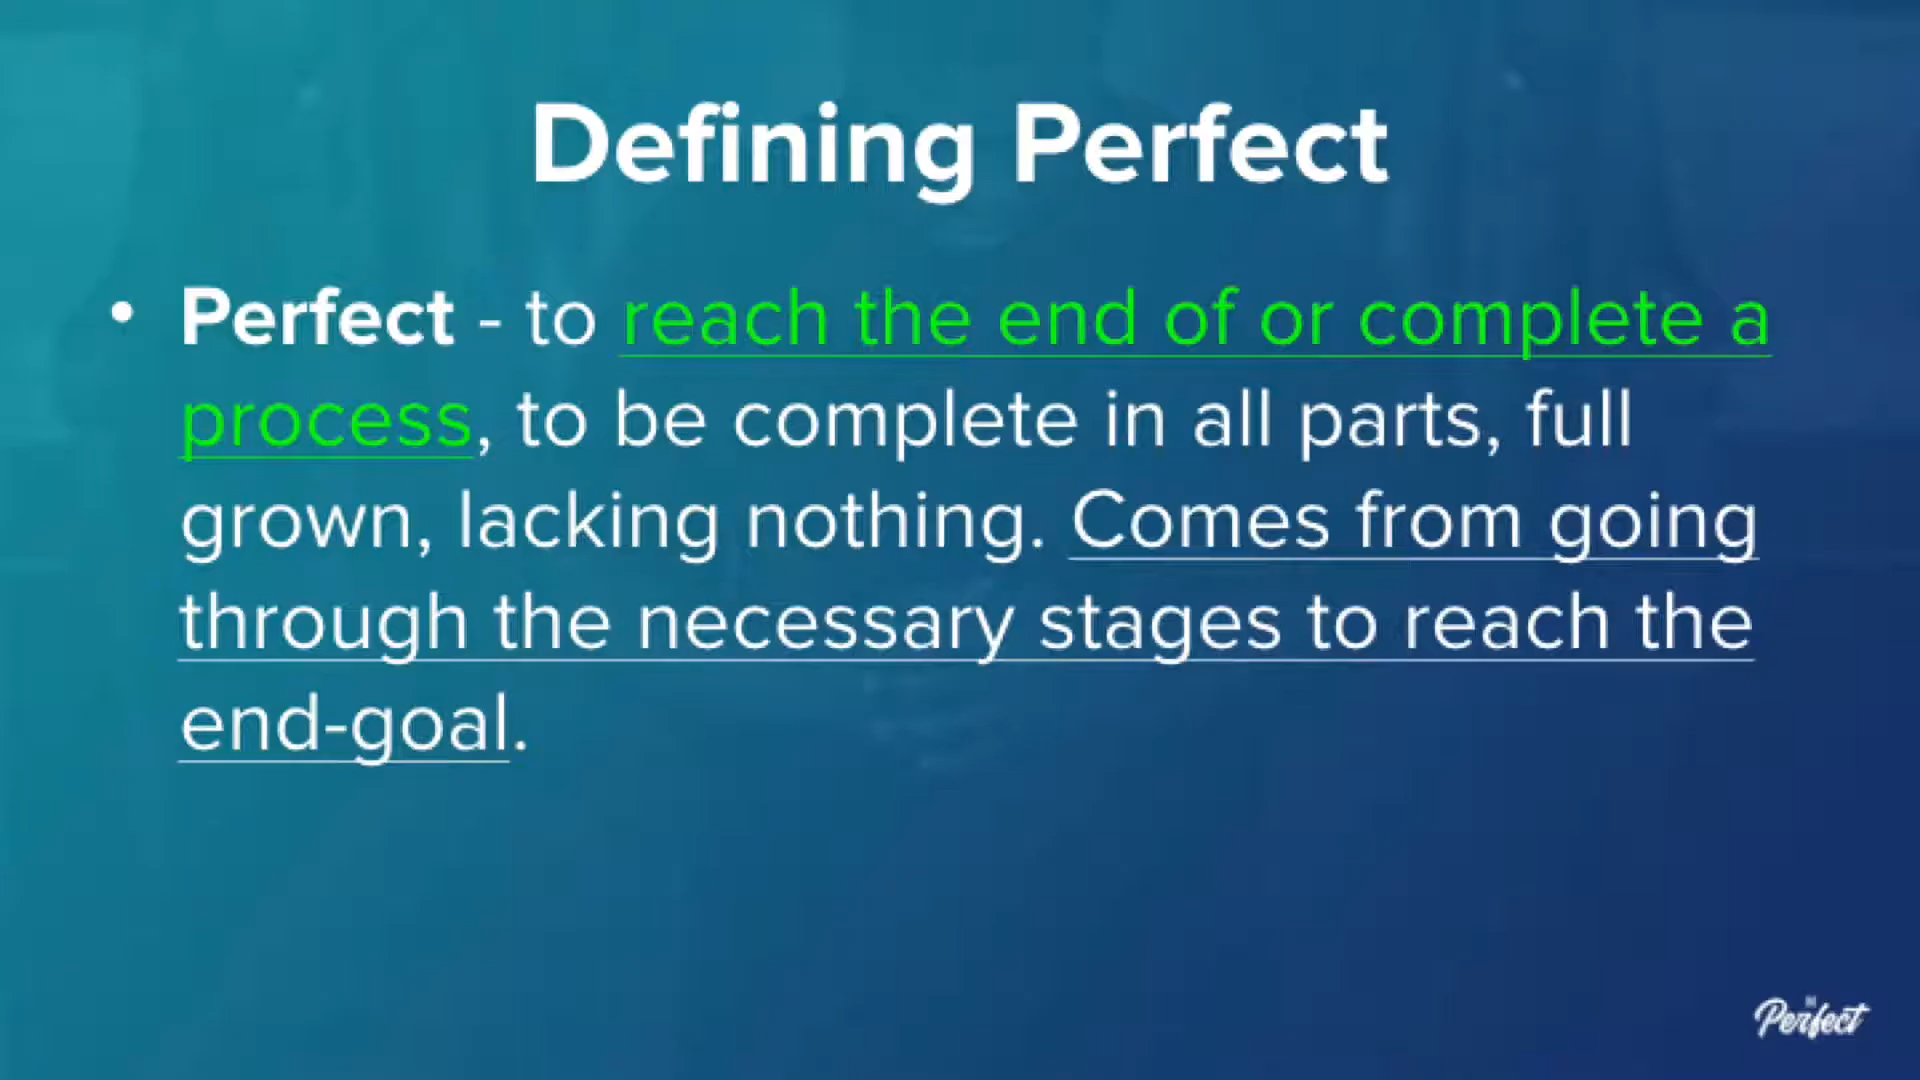 Defining Perfect
• Perfect - to reach the end of or complete a
process, to be complete in all parts, full
grown, lacking nothing. Comes from going
through the necessary stages to reach the
end-goal.
Perfect